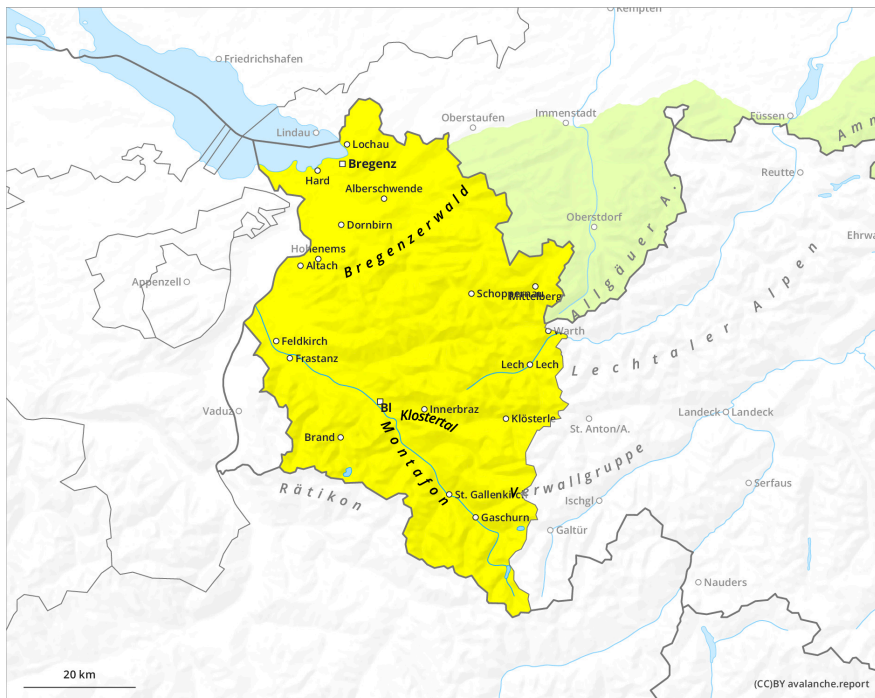 Kempten
Friedrichshafen
Füssen
Immenstadt
Oberstaufen
Lindau
Lochau
Amm
Bregenz
Hard
Reutte
Alberschwende
Oberstdorf
Dornbirn
Ehrwa
Bregenzerwald
Hohenems
Altach
Allgäuer A.
Appenzell
Schoppernau
Mittelberg
Warth
Feldkirch
Frastanz
Lech
Lech
Lechtaler Alpen
Bl
Innerbraz
Klostertal
Vaduz
Klösterle
St. Anton/A.
Landeck
Landeck
Brand
Montafon
Verwallgruppe
Rätikon
St. Gallenkirch
Ischgl
Serfaus
Gaschurn
Galtür
Nauders
20 km
(CC)BY avalanche.report